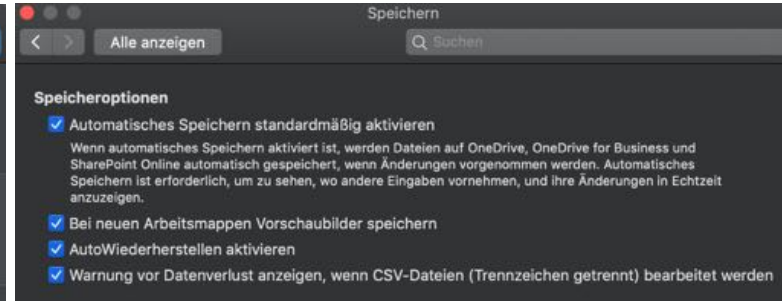 Speichern
Alle anzeigen
Suchen
Speicheroptionen
Automatisches Speichern standardmäßig aktivieren
Wenn automatisches Speichern aktiviert ist, werden Dateien auf OneDrive, OneDrive for Business und
SharePoint Online automatisch gespeichert, wenn Änderungen vorgenommen werden. Automatisches
Speichern ist erforderlich, um zu sehen, wo andere Eingaben vornehmen, und ihre Änderungen in Echtzeit
anzuzeigen.
Bei neuen Arbeitsmappen Vorschaubilder speichern
AutoWiederherstellen aktivieren
Warnung vor Datenverlust anzeigen, wenn CSV-Dateien (Trennzeichen getrennt) bearbeitet werden